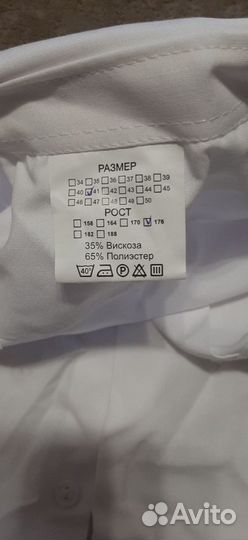 РАЗМЕР
☐34 ☐35 ☐36 ☐37 ☐38 ☐39
☐40 ☑41 ☐42 ☐43 ☐44 ☐45
☐46 ☐47 ☐48 ☐49 ☐50
РОСТ
☐158 ☐164 ☐170 ☑176
☐182 ☐188
35% Вискоза
65% Полиэстер
40° P
Avito